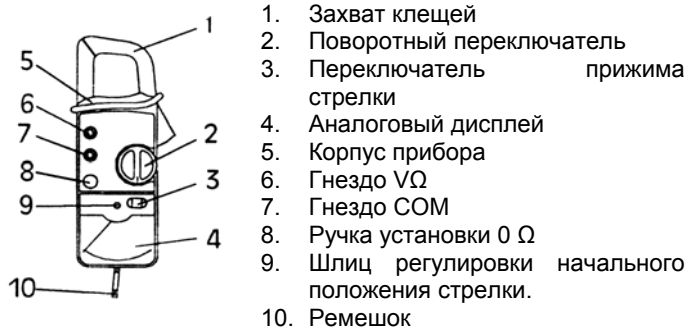 1
5
6
7
2
8
9
3
4
10
1. Захват клещей
2. Поворотный переключатель
3. Переключатель прижима
стрелки
4. Аналоговый дисплей
5. Корпус прибора
6. Гнездо VΩ
7. Гнездо COM
8. Ручка установки 0 Ω
9. Шлиц регулировки начального
положения стрелки.
10. Ремешок